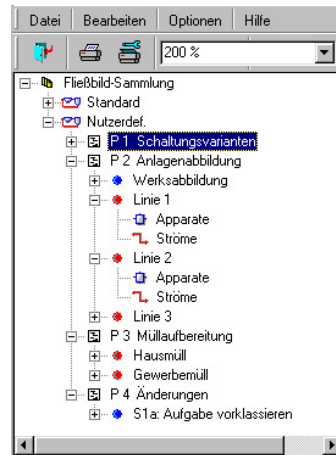 Datei Bearbeiten Optionen Hilfe
200 %
Fließbild-Sammlung
Standard
Nutzerdef.
P 1 Schaltungsvarianten
P 2 Anlagenabbildung
Werksabbildung
Linie 1
Apparate
Ströme
Linie 2
Apparate
Ströme
Linie 3
P 3 Müllaufbereitung
Hausmüll
Gewerbemüll
P 4 Änderungen
S1a: Aufgabe vorklassieren